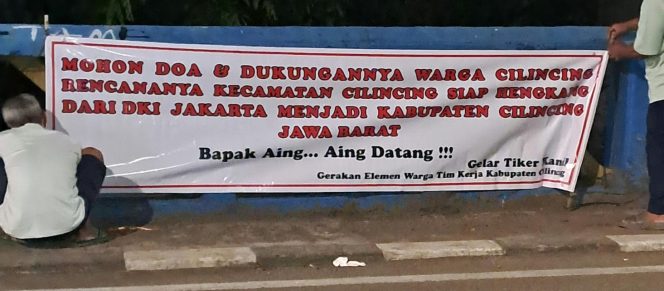 MOHON DOA & DUKUNGANNYA WARGA CILINCING
RENCANANYA KECAMATAN CILINCING SIAP HENGKANG
DARI DKI JAKARTA MENJADI KABUPATEN CILINCING
JAWA BARAT
Bapak Aing... Aing Datang !!!
Gelar Tiker
Gerakan Elemen Warga Tim Kerja Kabupaten